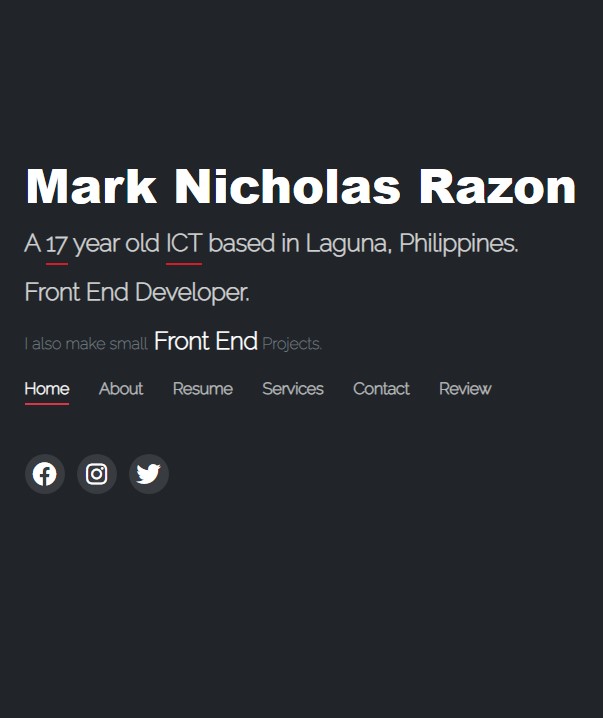 Mark Nicholas Razon
A 17 year old ICT based in Laguna, Philippines.
Front End Developer.
I also make small Front End Projects.
Home About Resume Services Contact Review